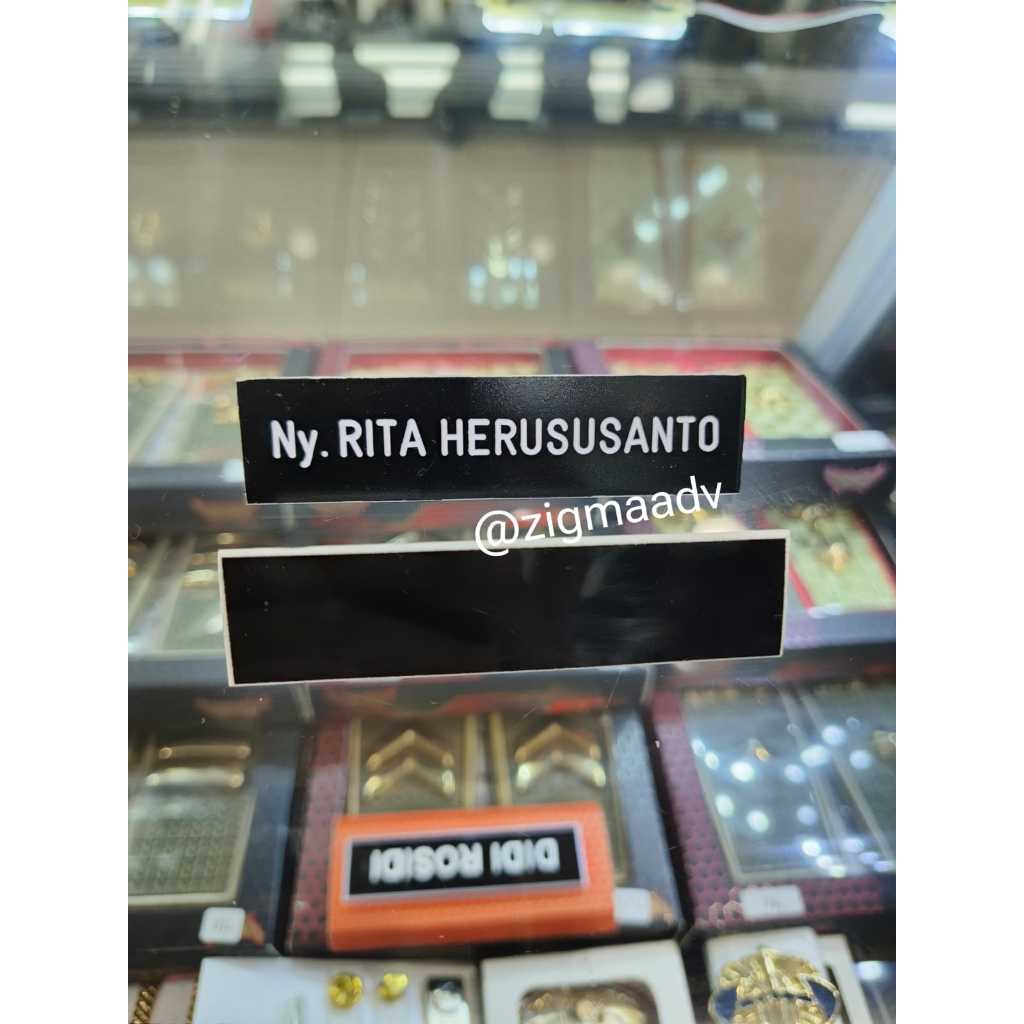 Ny. RITA HERUSUSANTO
@zigmaadv
DIDI ROSIDI